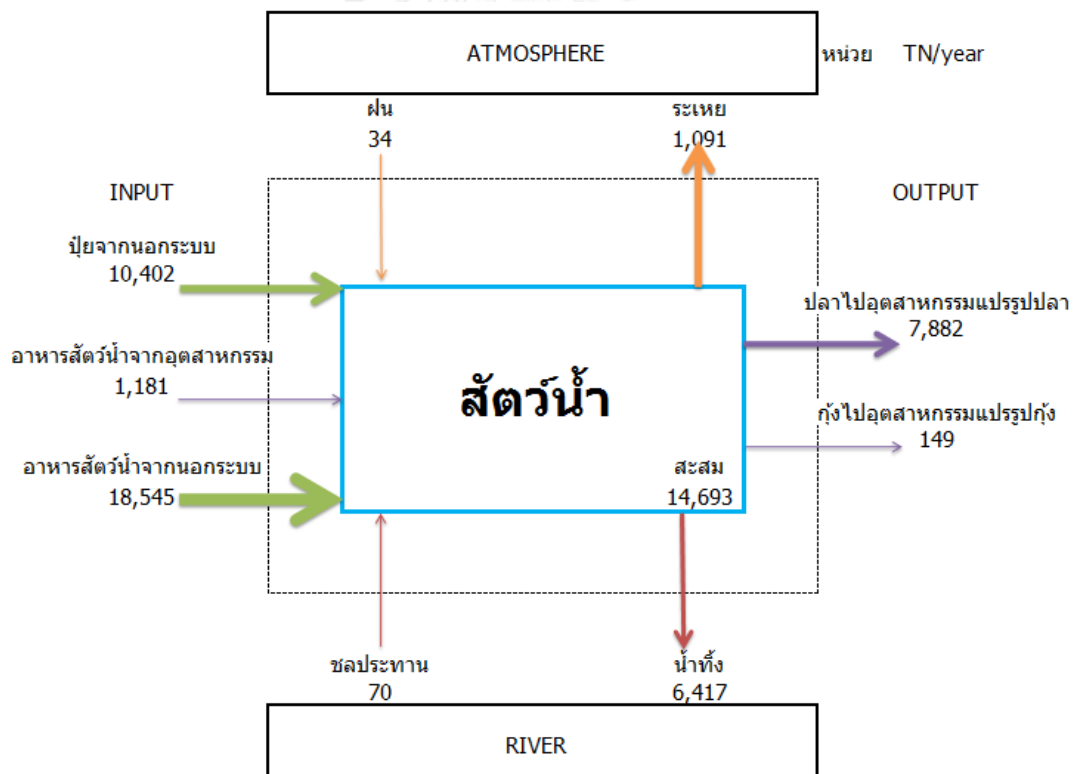 ATMOSPHERE
หน่วย TN/year
ฝน
34
ระเหย
1,091
INPUT
OUTPUT
ปุ๋ยจากนอกระบบ
10,402
ปลาไปอุตสาหกรรมแปรรูปปลา
7,882
อาหารสัตว์น้ำจากอุตสาหกรรม
1,181
สัตว์น้ำ
กุ้งไปอุตสาหกรรมแปรรูปกุ้ง
149
อาหารสัตว์น้ำจากนอกระบบ
18,545
สะสม
14,693
ชลประทาน
70
น้ำทิ้ง
6,417
RIVER